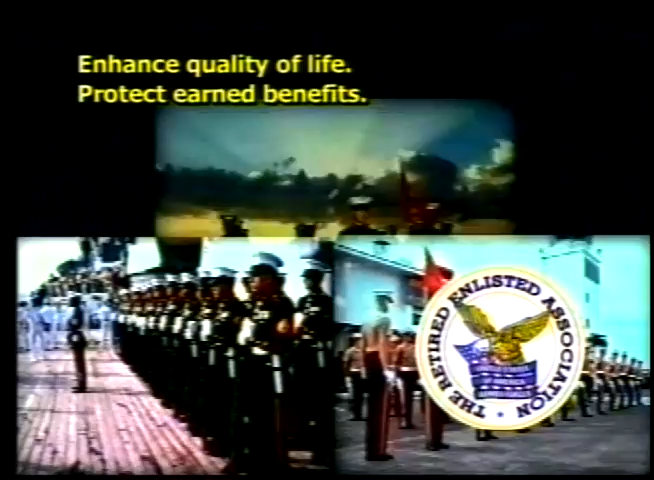 Enhance quality of life.
Protect earned benefits.
THE RETIRED ENLISTED ASSOCIATION